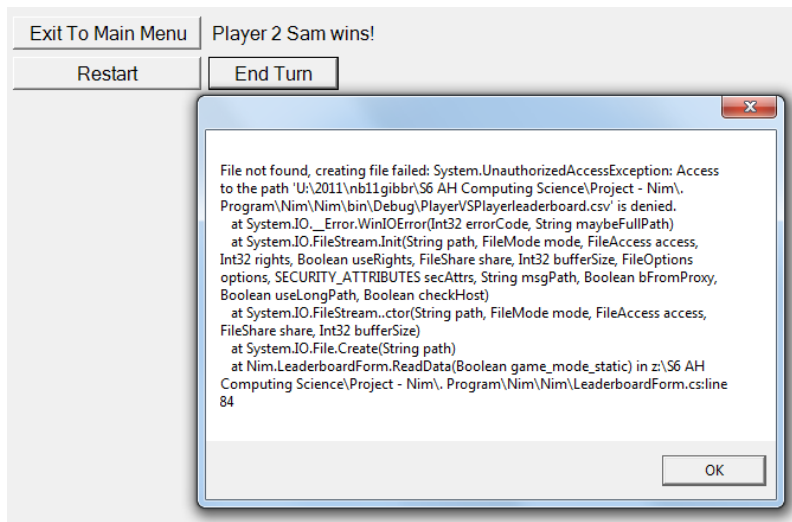 Exit To Main Menu Player 2 Sam wins!
Restart End Turn
File not found, creating file failed: System.UnauthorizedAccessException: Access
to the path 'U:\2011\nb11gibbr\S6 AH Computing Science\Project - Nim\.
Program\Nim\Nim\bin\Debug\PlayerVSPlayerleaderboard.csv' is denied.
at System.IO.__Error.WinIOError(Int32 errorCode, String maybeFullPath)
at System.IO.FileStream.Init(String path, FileMode mode, FileAccess access,
Int32 rights, Boolean useRights, FileShare share, Int32 bufferSize, FileOptions
options, SECURITY_ATTRIBUTES secAttrs, String msgPath, Boolean bFromProxy,
Boolean useLongPath, Boolean checkHost)
at System.IO.FileStream..ctor(String path, FileMode mode, FileAccess access,
FileShare share, Int32 bufferSize)
at System.IO.File.Create(String path)
at Nim.LeaderboardForm.ReadData(Boolean game_mode_static) in z:\S6 AH
Computing Science\Project - Nim\. Program\Nim\Nim\LeaderboardForm.cs:line
84
OK